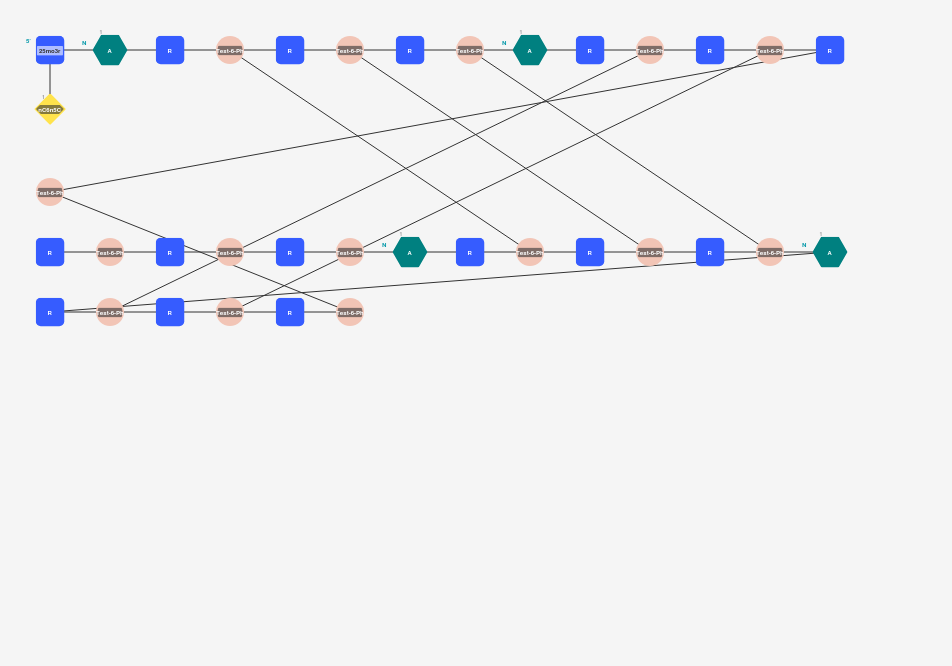 5' 25mo3r N 1 A R Test-6-Ph R Test-6-Ph R Test-6-Ph N 1 A R Test-6-Ph R Test-6-Ph R
1 nC6n5C
Test-6-Ph
R Test-6-Ph R Test-6-Ph R Test-6-Ph N 1 A R Test-6-Ph R Test-6-Ph R Test-6-Ph N 1 A
R Test-6-Ph R Test-6-Ph R Test-6-Ph